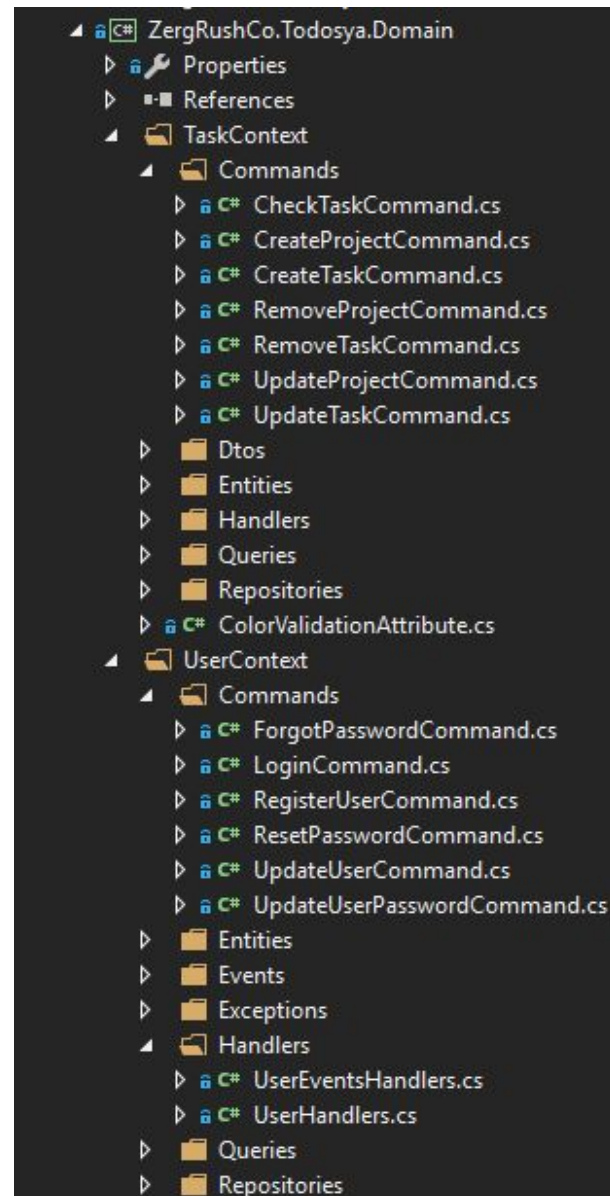 C# ZergRushCo.Todosya.Domain
Properties
References
TaskContext
Commands
C# CheckTaskCommand.cs
C# CreateProjectCommand.cs
C# CreateTaskCommand.cs
C# RemoveProjectCommand.cs
C# RemoveTaskCommand.cs
C# UpdateProjectCommand.cs
C# UpdateTaskCommand.cs
Dtos
Entities
Handlers
Queries
Repositories
C# ColorValidationAttribute.cs
UserContext
Commands
C# ForgotPasswordCommand.cs
C# LoginCommand.cs
C# RegisterUserCommand.cs
C# ResetPasswordCommand.cs
C# UpdateUserCommand.cs
C# UpdateUserPasswordCommand.cs
Entities
Events
Exceptions
Handlers
C# UserEventsHandlers.cs
C# UserHandlers.cs
Queries
Repositories